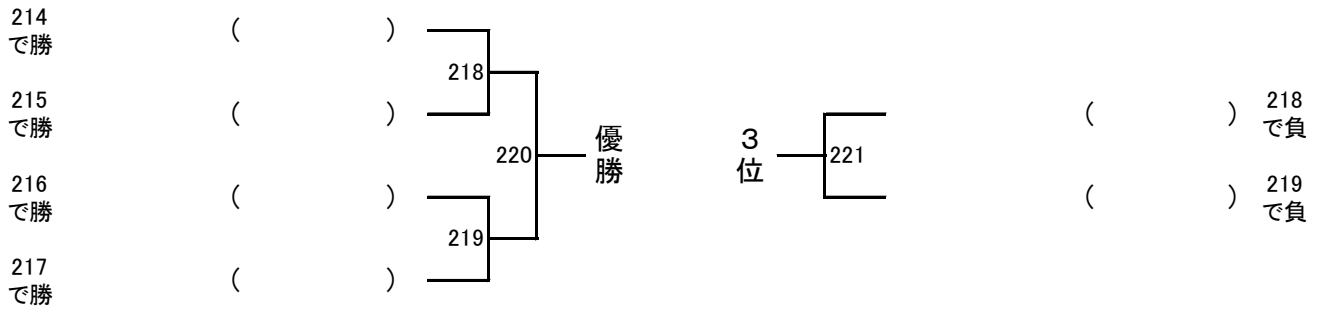 214
で勝
(　　　　)
218
215
で勝
(　　　　)
220
優
勝
216
で勝
(　　　　)
219
217
で勝
(　　　　)
3
位
221
(　　　　)
218
で負
(　　　　)
219
で負